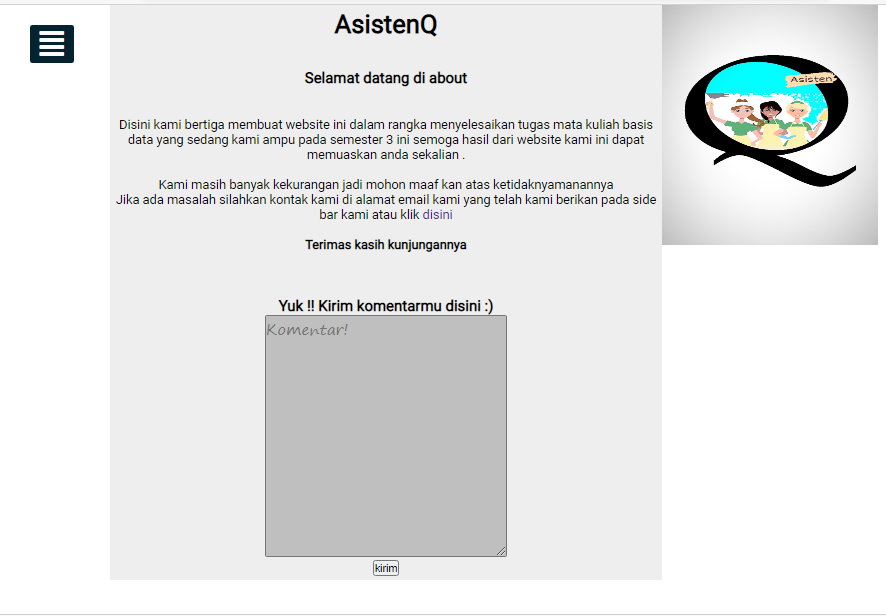 AsistenQ
Selamat datang di about
Disini kami bertiga membuat website ini dalam rangka menyelesaikan tugas mata kuliah basis
data yang sedang kami ampu pada semester 3 ini semoga hasil dari website kami ini dapat
memuaskan anda sekalian .
Kami masih banyak kekurangan jadi mohon maaf kan atas ketidaknyamanannya
Jika ada masalah silahkan kontak kami di alamat email kami yang telah kami berikan pada side
bar kami atau klik disini
Terimas kasih kunjungannya
Yuk !! Kirim komentarmu disini :)
Komentar!
kirim
Asisten